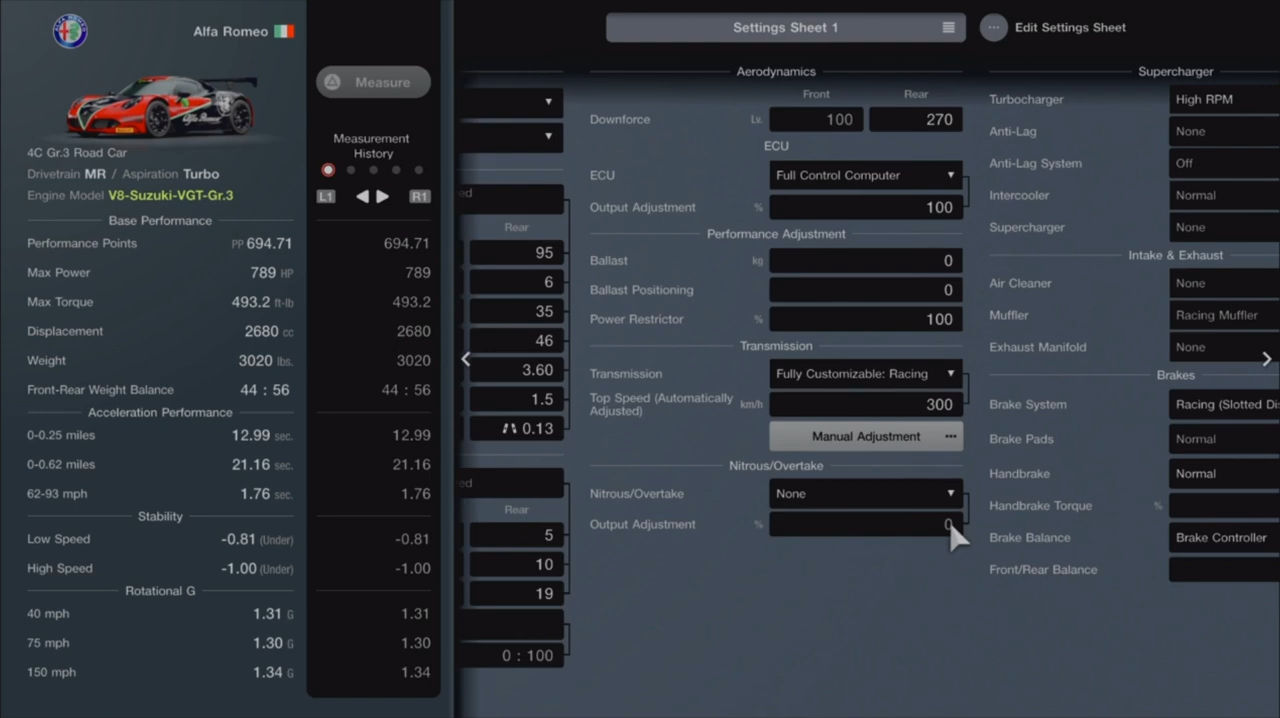 Alfa Romeo
4C Gr.3 Road Car
Drivetrain MR / Aspiration Turbo
Engine Model V8-Suzuki-VGT-Gr.3
Base Performance
Performance Points PP 694.71
Max Power 789 HP
Max Torque 493.2 ft-lb
Displacement 2680 cc
Weight 3020 lbs.
Front-Rear Weight Balance 44 : 56
Acceleration Performance
0-0.25 miles 12.99 sec.
0-0.62 miles 21.16 sec.
62-93 mph 1.76 sec.
Stability
Low Speed -0.81 (Under)
High Speed -1.00 (Under)
Rotational G
40 mph 1.31 G
75 mph 1.30 G
150 mph 1.34 G
Measure
Measurement
History
L1 R1
694.71
789
493.2
2680
3020
44 : 56
12.99
21.16
1.76
-0.81
-1.00
1.31
1.30
1.34
Settings Sheet 1
Edit Settings Sheet
ed
Rear
95
6
35
46
3.60
1.5
0.13
ed
Rear
5
10
19
0 : 100
Aerodynamics
Front Rear
Downforce Lv. 100 270
ECU
ECU Full Control Computer
Output Adjustment % 100
Performance Adjustment
Ballast kg 0
Ballast Positioning 0
Power Restrictor % 100
Transmission
Transmission Fully Customizable: Racing
Top Speed (Automatically
Adjusted) km/h 300
Manual Adjustment
Nitrous/Overtake
Nitrous/Overtake None
Output Adjustment % 0
Supercharger
Turbocharger High RPM
Anti-Lag None
Anti-Lag System Off
Intercooler Normal
Supercharger None
Intake & Exhaust
Air Cleaner None
Muffler Racing Muffler
Exhaust Manifold None
Brakes
Brake System Racing (Slotted Di
Brake Pads Normal
Handbrake Normal
Handbrake Torque %
Brake Balance Brake Controller
Front/Rear Balance